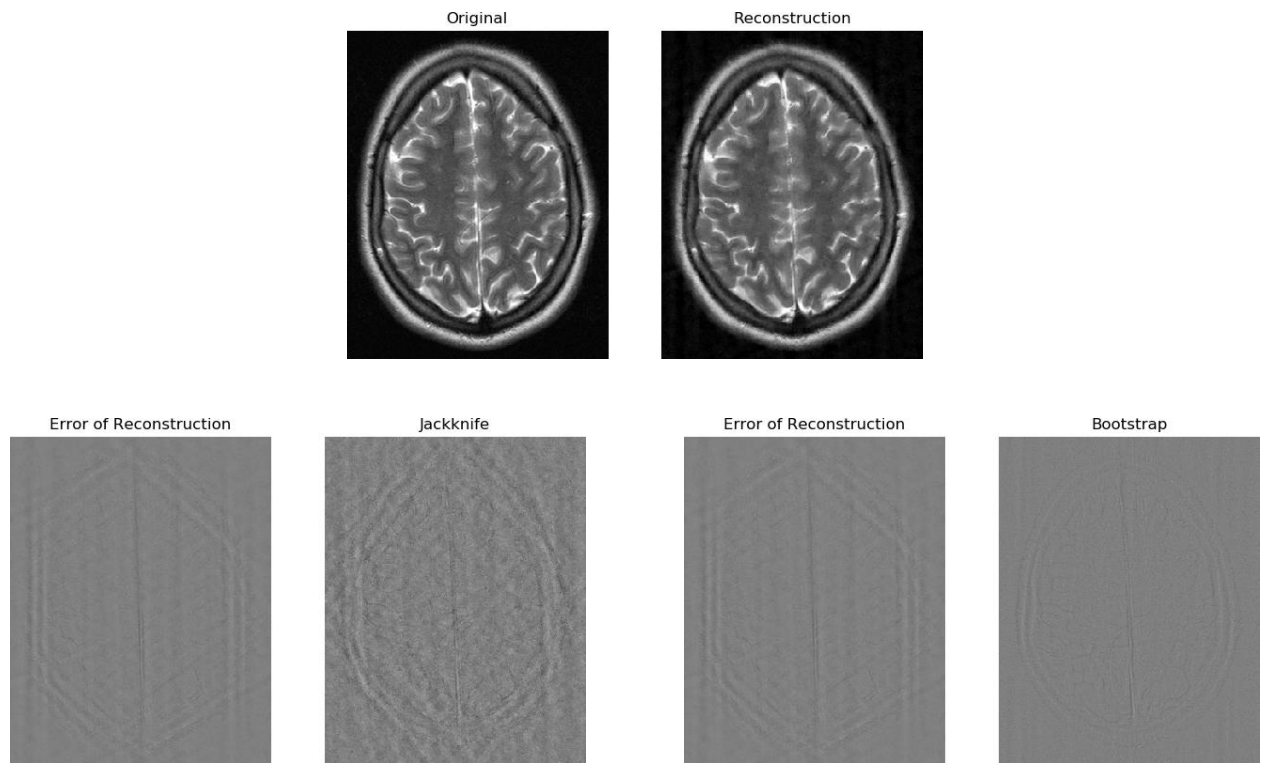 Original
Reconstruction
Error of Reconstruction
Jackknife
Error of Reconstruction
Bootstrap